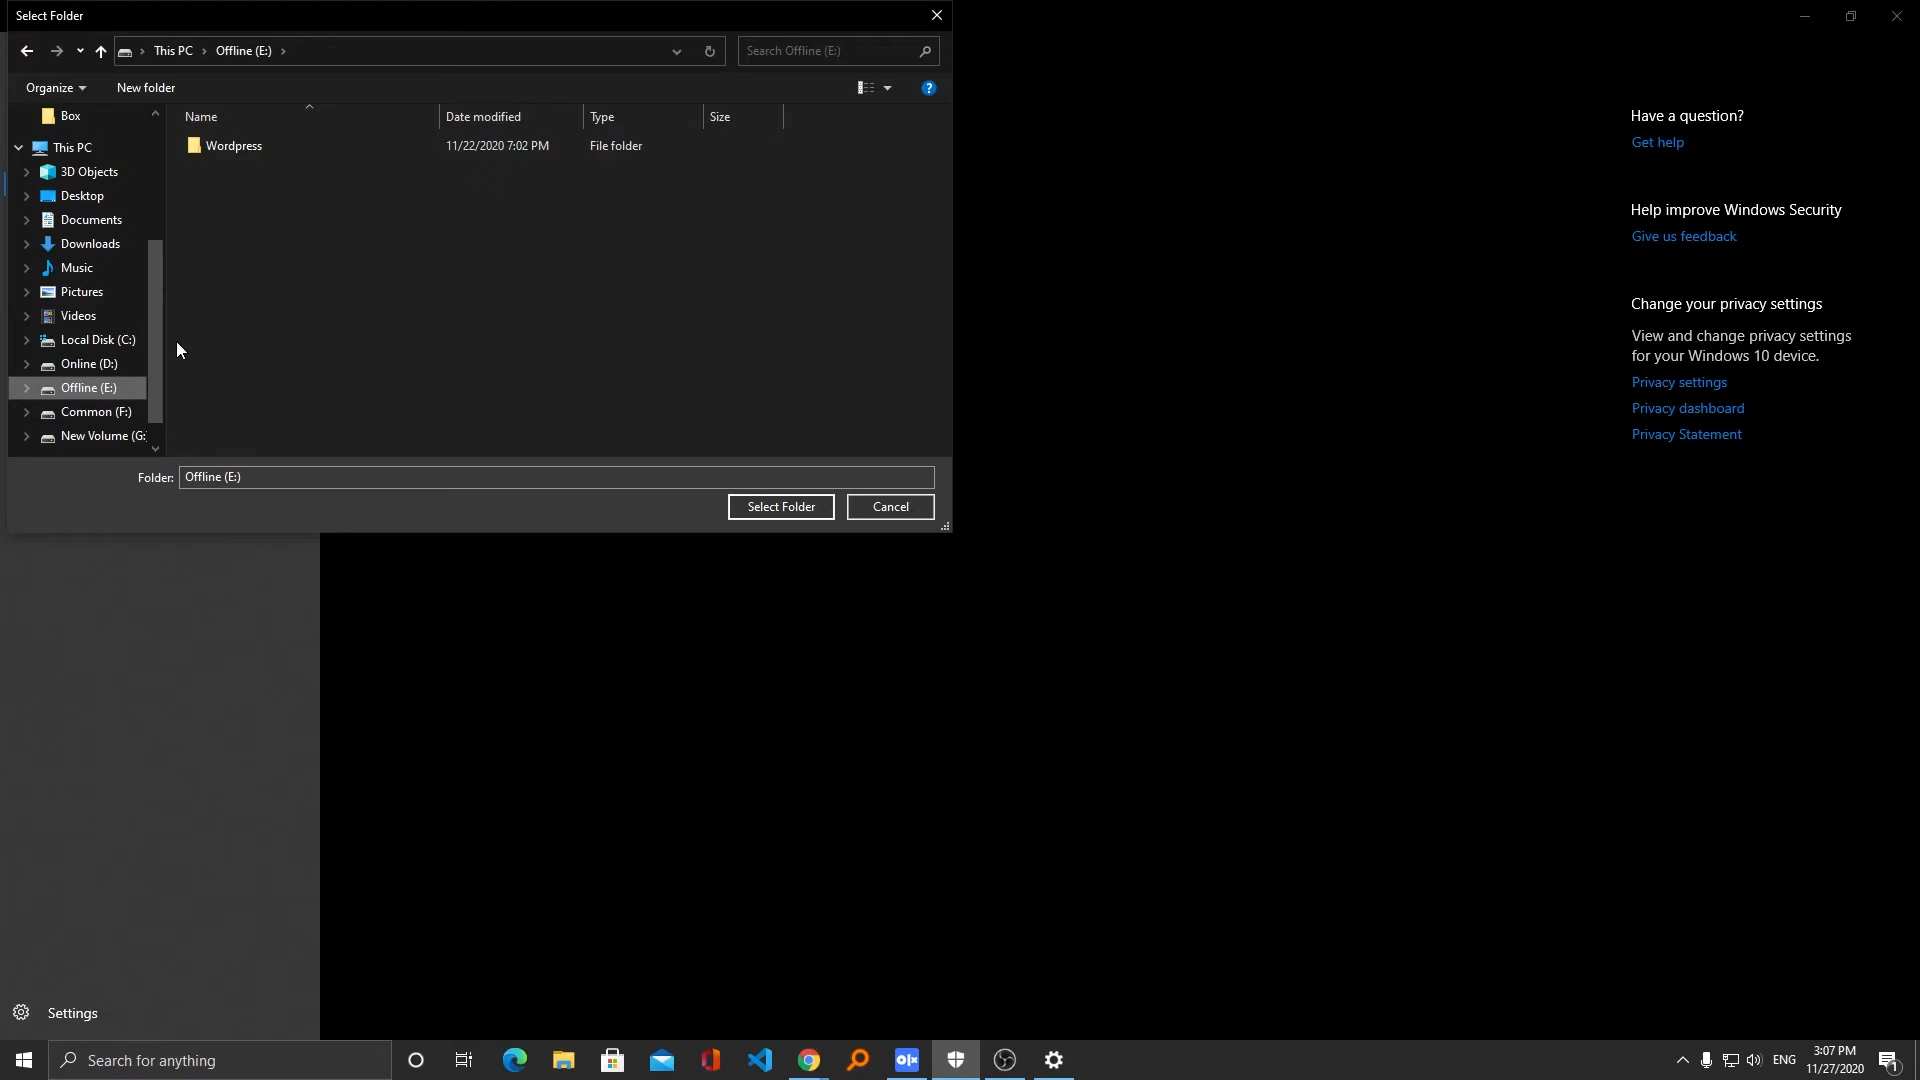 Select Folder
This PC
Offline (E:)
Search Offline (E:)
Organize
New folder
?
Name
Date modified
Type
Size
Wordpress
11/22/2020 7:02 PM
File folder
Box
This PC
3D Objects
Desktop
Documents
Downloads
Music
Pictures
Videos
Local Disk (C:)
Online (D:)
Offline (E:)
Common (F:)
New Volume (G:
Folder:
Offline (E:)
Select Folder
Cancel
Have a question?
Get help
Help improve Windows Security
Give us feedback
Change your privacy settings
View and change privacy settings
for your Windows 10 device.
Privacy settings
Privacy dashboard
Privacy Statement
Settings
Search for anything
olx
ENG
3:07 PM
11/27/2020
1